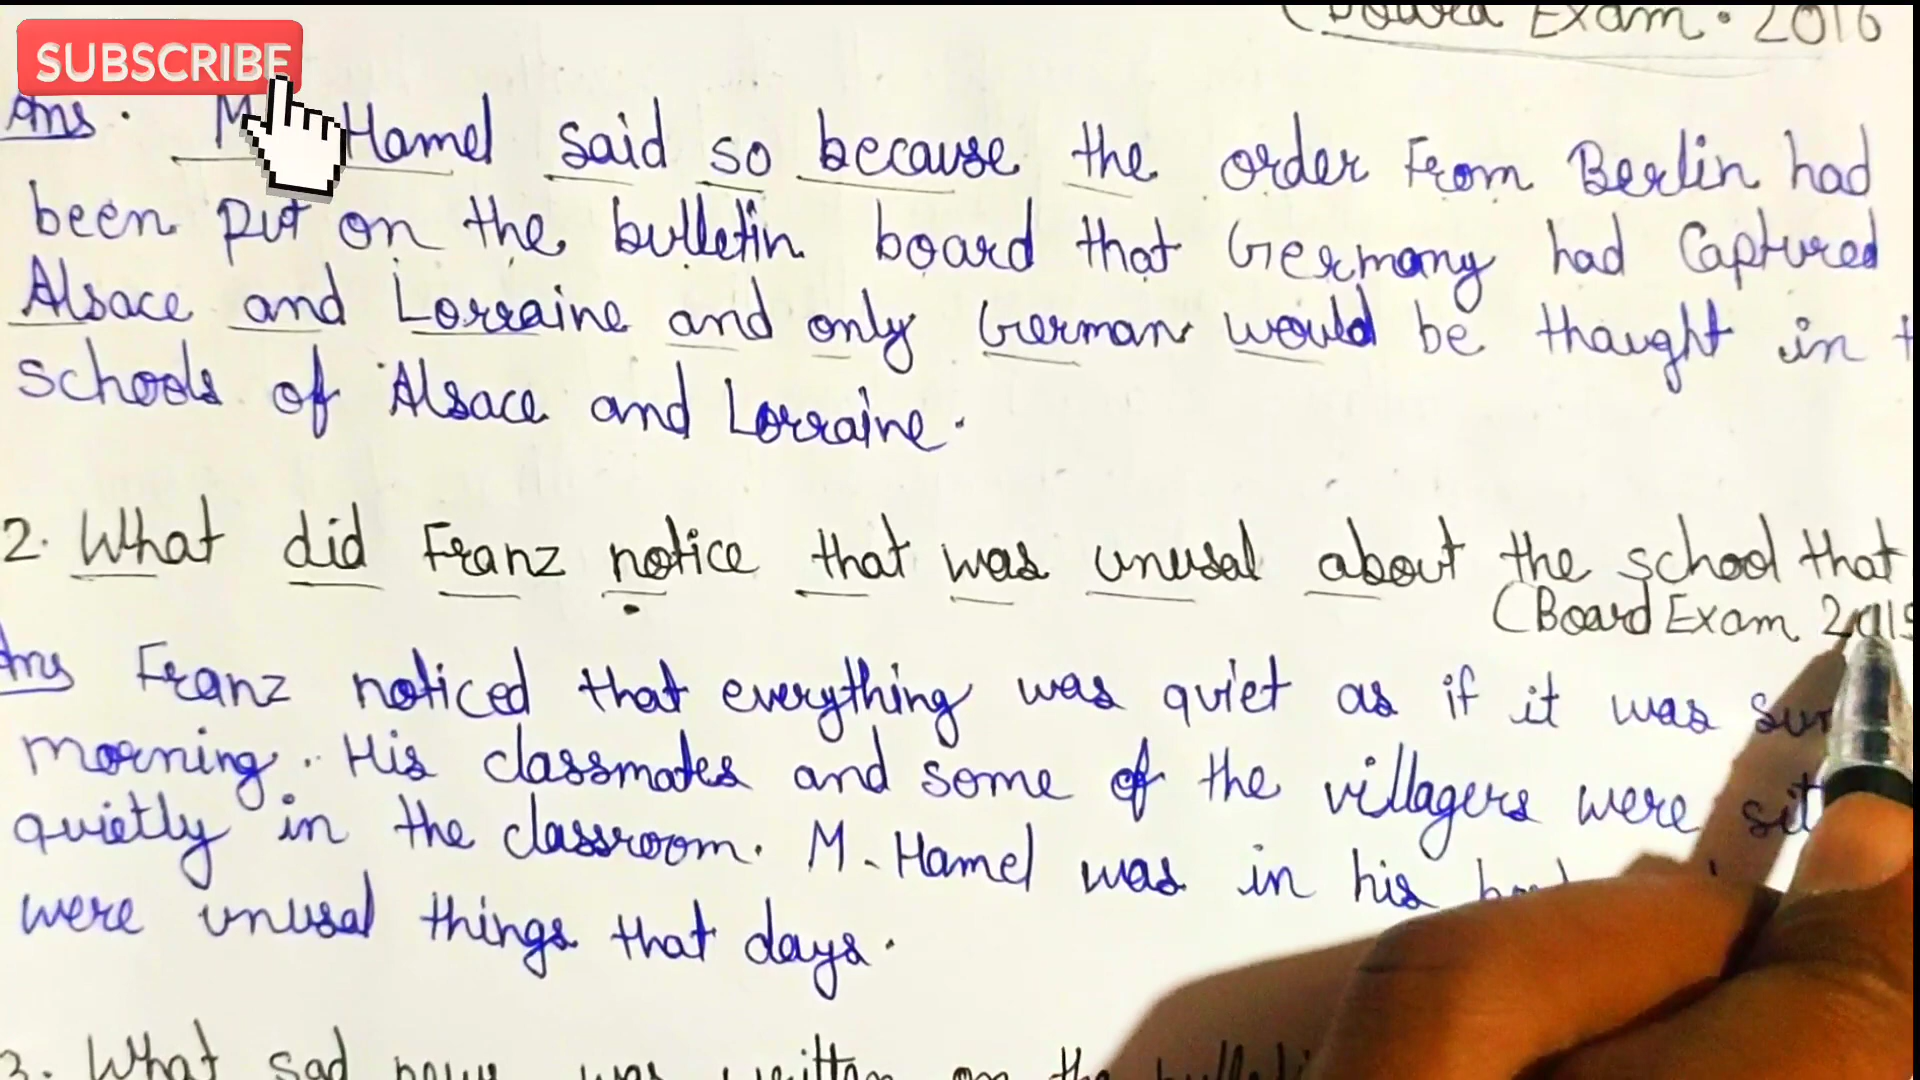 (Board Exam. 2016
SUBSCRIBE
Ans. M. Hamel said so because the order From Berlin had
been put on the bulletin board that Germany had Captured
Alsace and Lorraine and only German would be thaught in t
schools of Alsace and Lorraine.
2. What did Franz notice that was unusal about the school that
(Board Exam 201
Ans Franz noticed that everything was quiet as if it was sun
morning. His classmates and some of the villagers were sit
quietly in the classroom. M. Hamel was in his
were unusal things that days.
3. What sad news was written on the bulleti